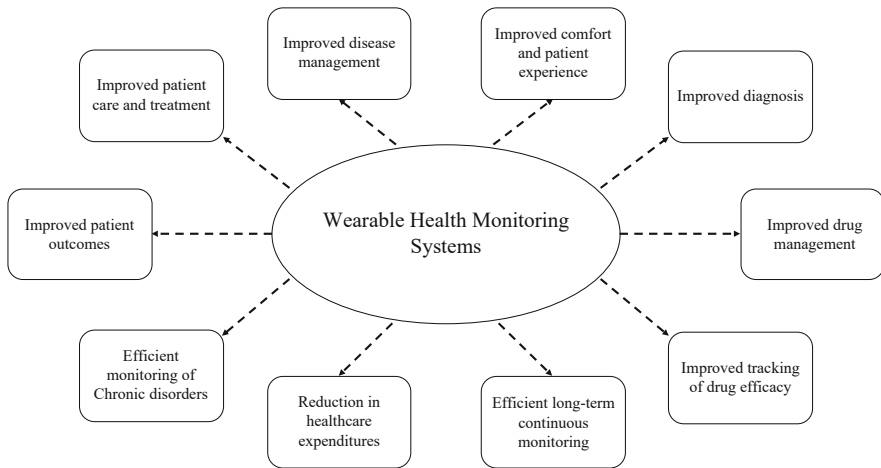 Improved disease
management
Improved comfort
and patient
experience
Improved patient
care and treatment
Improved diagnosis
Wearable Health Monitoring
Systems
Improved patient
outcomes
Improved drug
management
Efficient
monitoring of
Chronic disorders
Reduction in
healthcare
expenditures
Efficient long-term
continuous
monitoring
Improved tracking
of drug efficacy